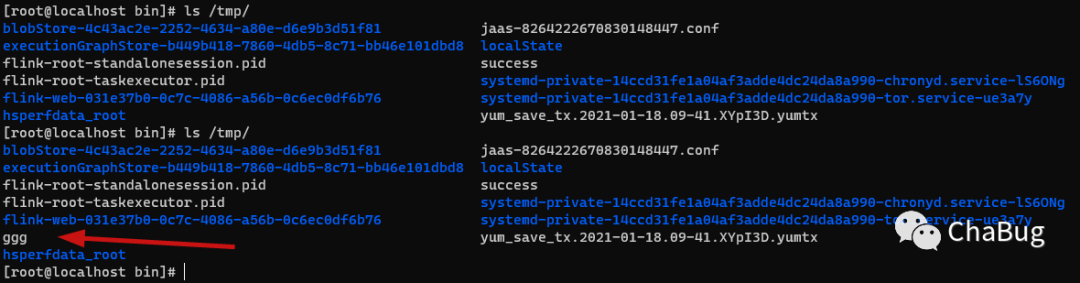 [root@localhost bin]# ls /tmp/
blobStore-4c43ac2e-2252-4634-a80e-d6e9b3d51f81 jaas-8264222670830148447.conf
executionGraphStore-b449b418-7860-4db5-8c71-bb46e101dbd8 localState
flink-root-standalonesession.pid success
flink-root-taskexecutor.pid systemd-private-14ccd31fe1a04af3adde4dc24da8a990-chronyd.service-lS6ONg
flink-web-031e37b0-0c7c-4086-a56b-0c6ec0df6b76 systemd-private-14ccd31fe1a04af3adde4dc24da8a990-tor.service-ue3a7y
hsperfdata_root yum_save_tx.2021-01-18.09-41.XYpI3D.yumtx
[root@localhost bin]# ls /tmp/
blobStore-4c43ac2e-2252-4634-a80e-d6e9b3d51f81 jaas-8264222670830148447.conf
executionGraphStore-b449b418-7860-4db5-8c71-bb46e101dbd8 localState
flink-root-standalonesession.pid success
flink-root-taskexecutor.pid systemd-private-14ccd31fe1a04af3adde4dc24da8a990-chronyd.service-lS6ONg
flink-web-031e37b0-0c7c-4086-a56b-0c6ec0df6b76 systemd-private-14ccd31fe1a04af3adde4dc24da8a990-tor.service-ue3a7y
ggg yum_save_tx.2021-01-18.09-41.XYpI3D.yumtx
hsperfdata_root
[root@localhost bin]#
ChaBug